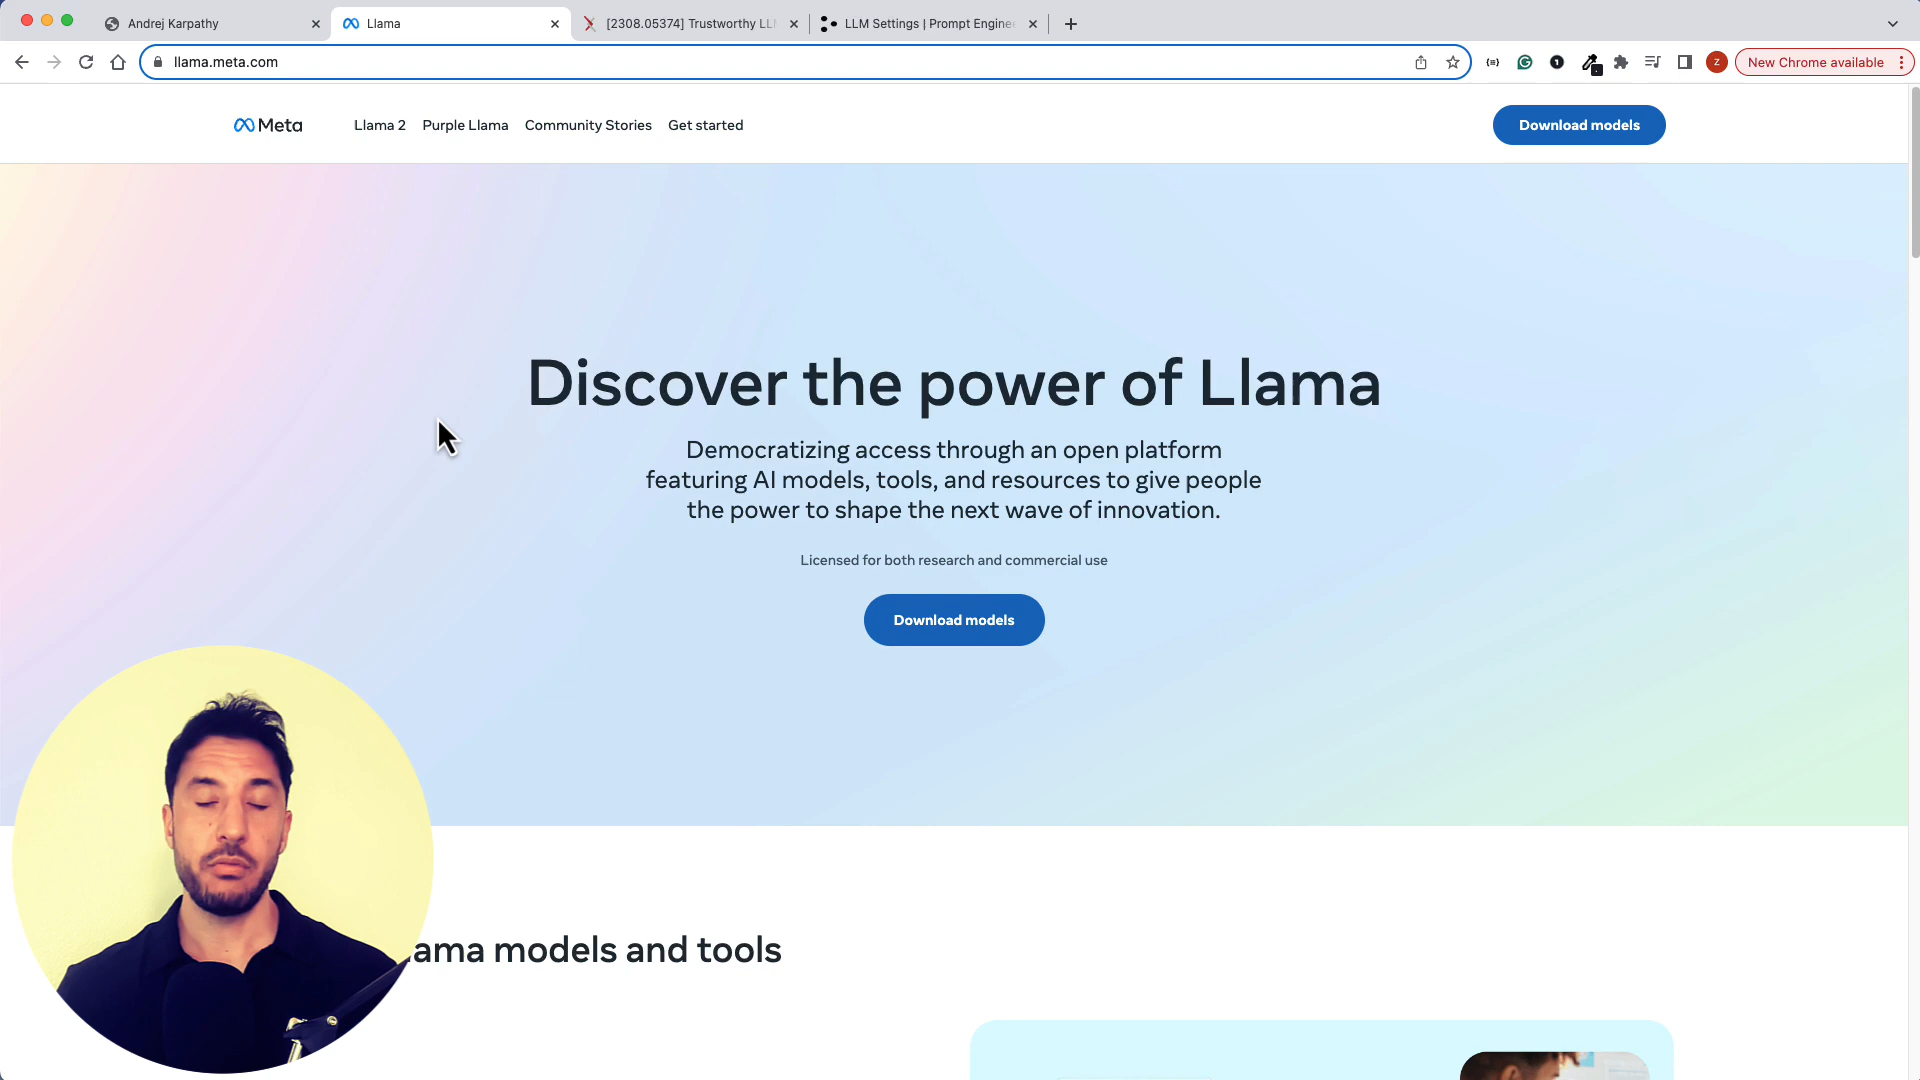 Andrej Karpathy
Llama
[2308.05374] Trustworthy LLM
LLM Settings | Prompt Enginee
llama.meta.com
Z
New Chrome available
Meta
Llama 2
Purple Llama
Community Stories
Get started
Download models
Discover the power of Llama
Democratizing access through an open platform
featuring AI models, tools, and resources to give people
the power to shape the next wave of innovation.
Licensed for both research and commercial use
Download models
lama models and tools